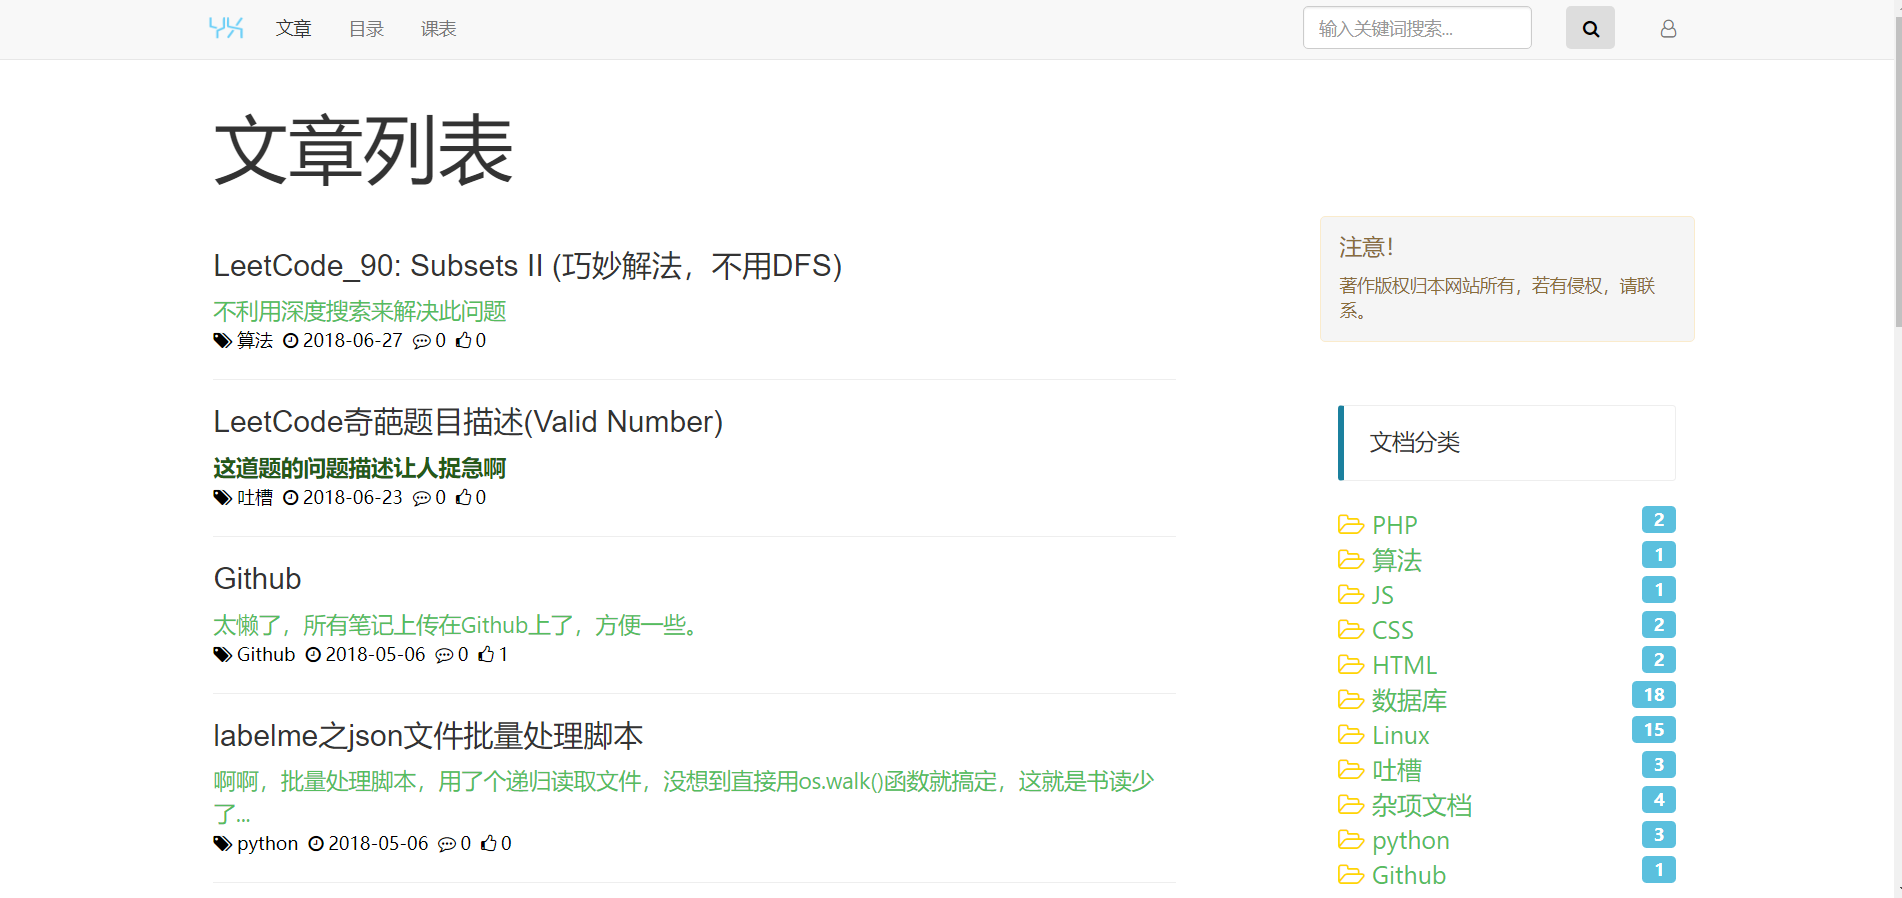 YX 文章 目录 课表 输入关键词搜索...
文章列表
LeetCode_90: Subsets II (巧妙解法，不用DFS)
不利用深度搜索来解决此问题
算法 2018-06-27 0 0
LeetCode奇葩题目描述(Valid Number)
这道题的问题描述让人捉急啊
吐槽 2018-06-23 0 0
Github
太懒了，所有笔记上传在Github上了，方便一些。
Github 2018-05-06 0 1
labelme之json文件批量处理脚本
啊啊，批量处理脚本，用了个递归读取文件，没想到直接用os.walk()函数就搞定，这就是书读少
了...
python 2018-05-06 0 0
注意！
著作版权归本网站所有，若有侵权，请联
系。
文档分类
PHP 2
算法 1
JS 1
CSS 2
HTML 2
数据库 18
Linux 15
吐槽 3
杂项文档 4
python 3
Github 1